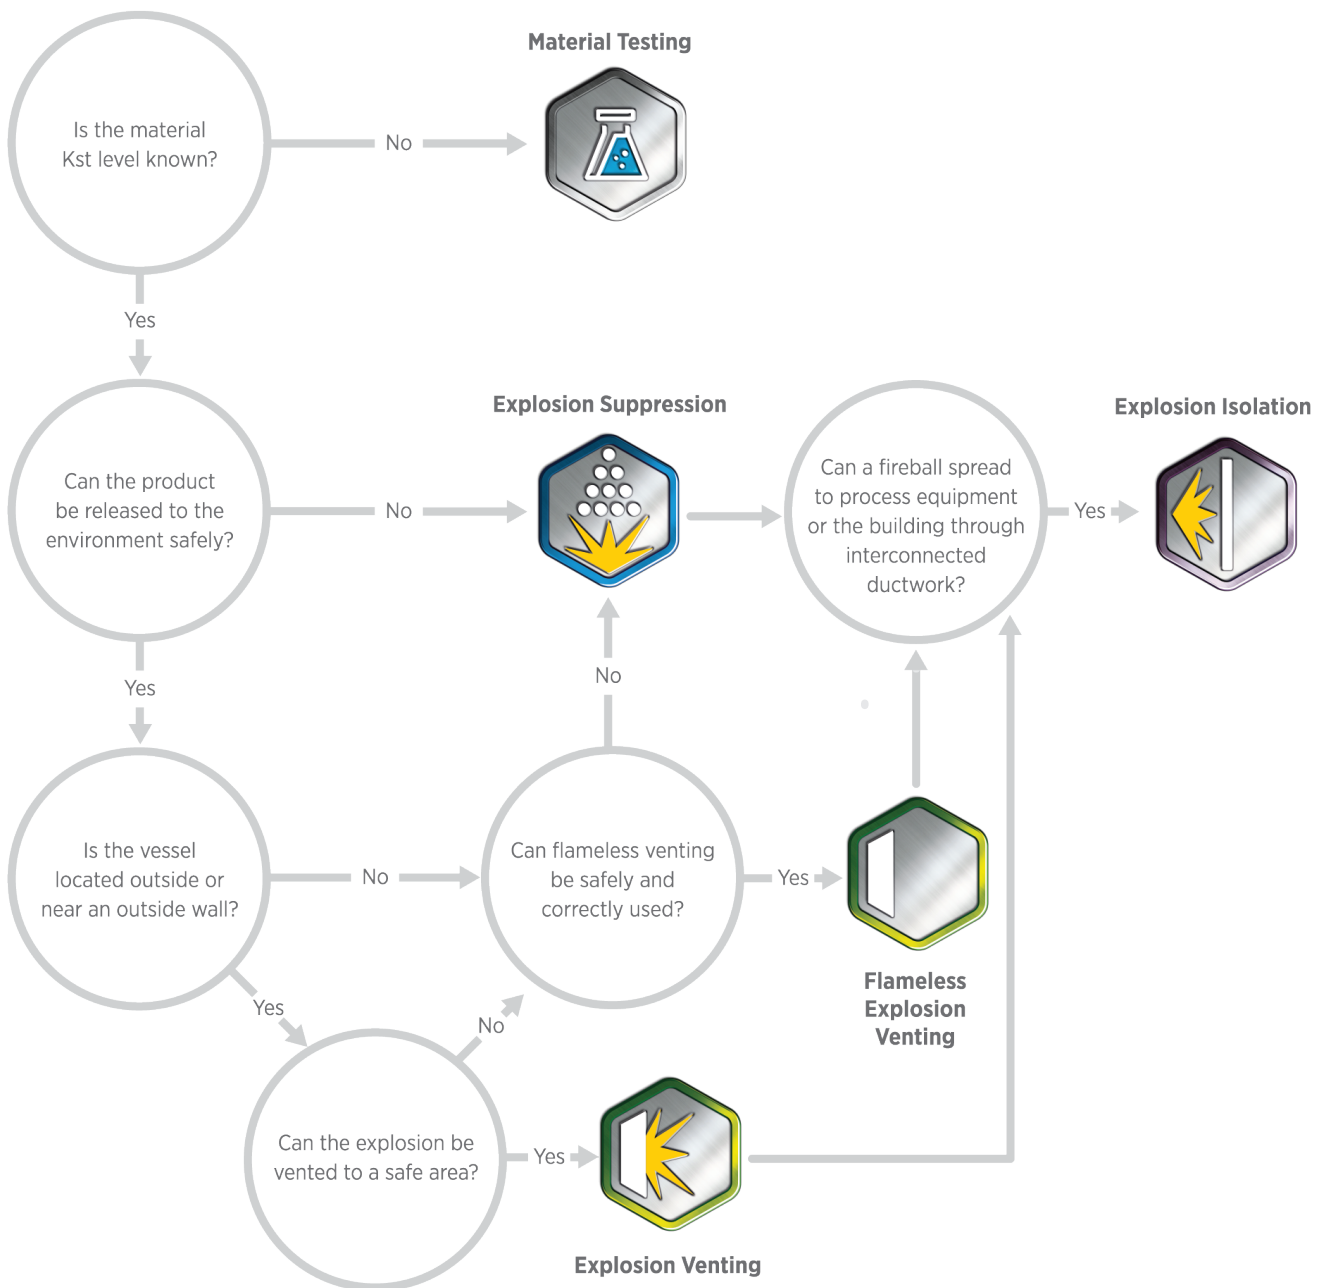 Material Testing
Is the material
Kst level known?
No
Yes
Explosion Suppression
Explosion Isolation
Can the product
be released to the
environment safely?
No
Can a fireball spread
to process equipment
or the building through
interconnected
ductwork?
Yes
Yes
No
Is the vessel
located outside or
near an outside wall?
No
Can flameless venting
be safely and
correctly used?
Yes
Flameless
Explosion
Venting
Yes
No
Can the explosion be
vented to a safe area?
Yes
Explosion Venting